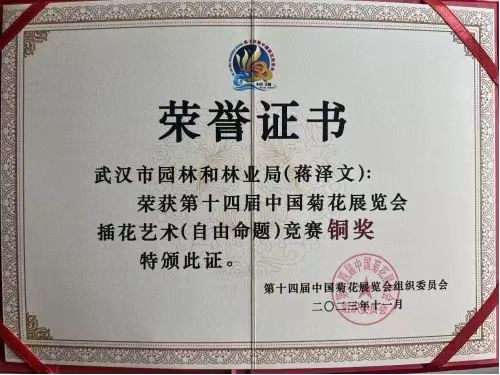 荣誉证书
武汉市园林和林业局(蒋泽文):
荣获第十四届中国菊花展览会
插花艺术(自由命题)竞赛铜奖
特颁此证。
第十四届中国菊花展览会组织委员会
二〇二三年十一月